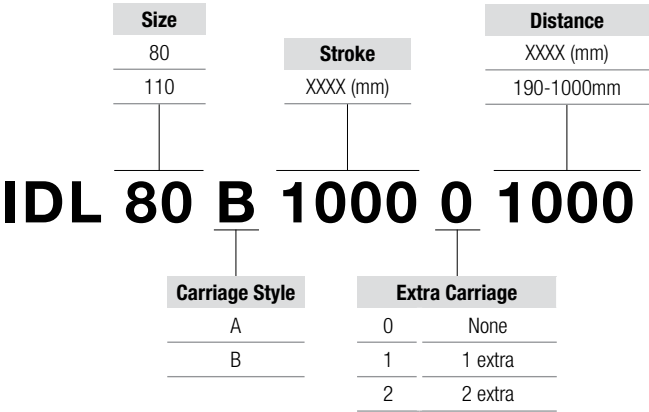 Size
80
110
Stroke
XXXX (mm)
Distance
XXXX (mm)
190-1000mm
IDL 80 B 1000 0 1000
Carriage Style
A
B
Extra Carriage
0 None
1 1 extra
2 2 extra